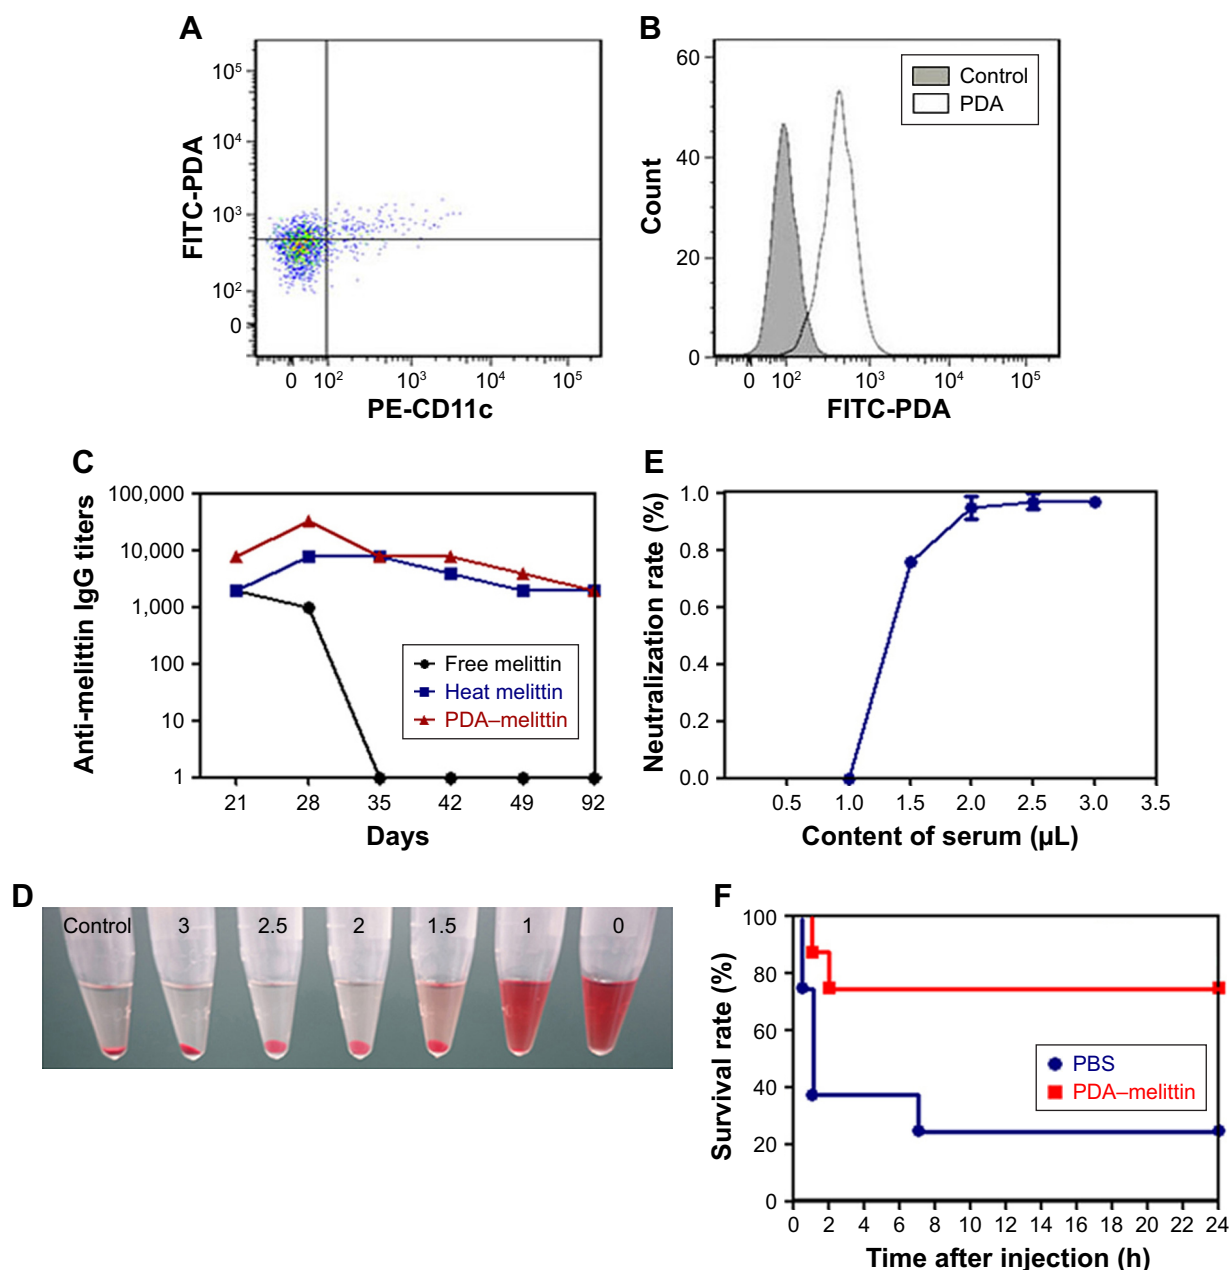 A
FITC-PDA
10⁵
10⁴
10³
10²
0
0 10² 10³ 10⁴ 10⁵
PE-CD11c
B
Count
60
40
20
0
Control
PDA
0 10² 10³ 10⁴ 10⁵
FITC-PDA
C
Anti-melittin IgG titers
100,000
10,000
1,000
100
10
1
Free melittin
Heat melittin
PDA–melittin
21 28 35 42 49 92
Days
E
Neutralization rate (%)
1.0
0.8
0.6
0.4
0.2
0.0
0.5 1.0 1.5 2.0 2.5 3.0 3.5
Content of serum (µL)
D
Control 3 2.5 2 1.5 1 0
F
Survival rate (%)
100
80
60
40
20
0
PBS
PDA–melittin
0 2 4 6 8 10 12 14 16 18 20 22 24
Time after injection (h)